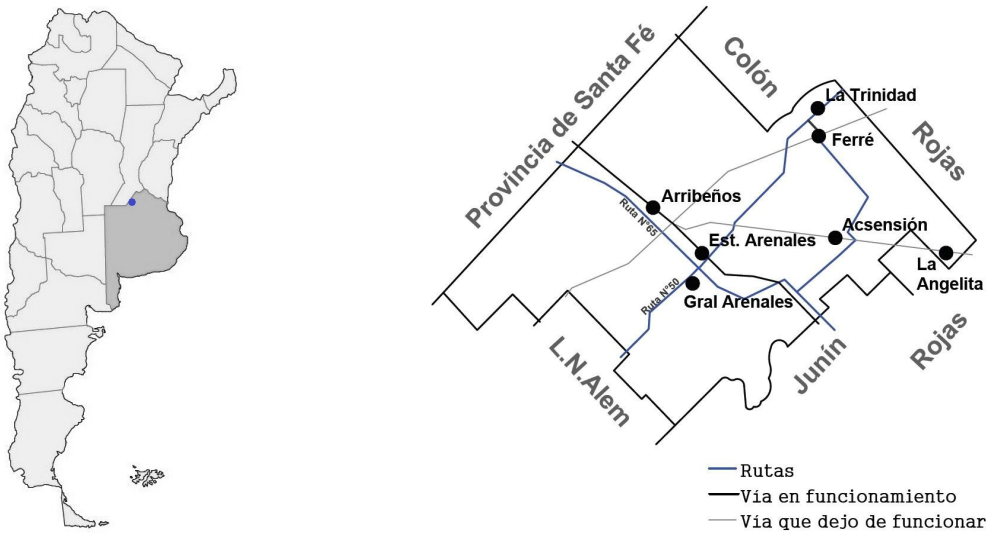 Provincia de Santa Fé
Colón
La Trinidad
Rojas
Ferré
Arribeños
Ruta N°65
Acsensión
Est. Arenales
La
Angelita
Ruta N°50
Gral Arenales
Rojas
Junín
L.N.Alem
Rutas
Vía en funcionamiento
Vía que dejo de funcionar